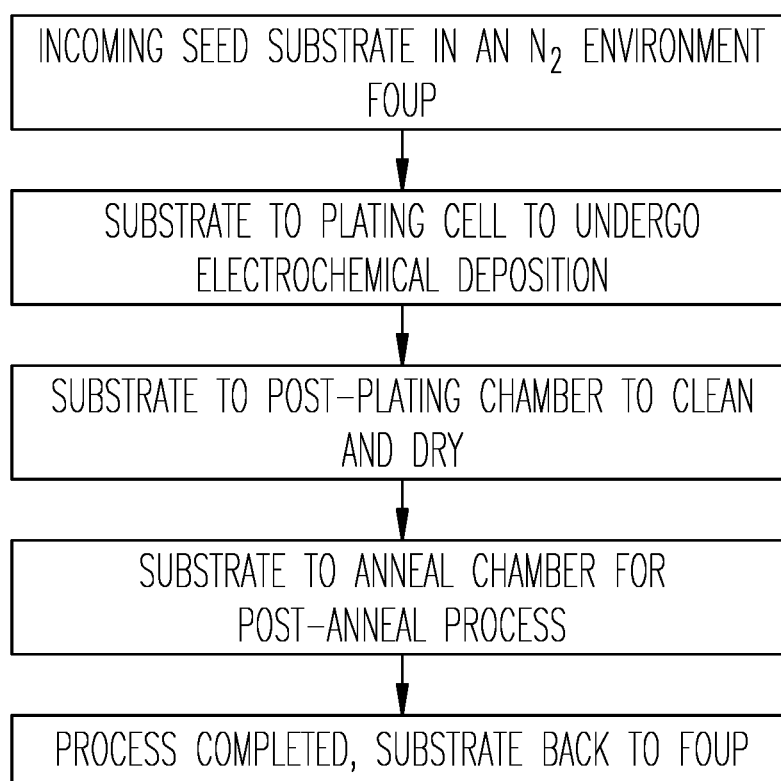 INCOMING SEED SUBSTRATE IN AN N₂ ENVIRONMENT
FOUP
SUBSTRATE TO PLATING CELL TO UNDERGO
ELECTROCHEMICAL DEPOSITION
SUBSTRATE TO POST-PLATING CHAMBER TO CLEAN
AND DRY
SUBSTRATE TO ANNEAL CHAMBER FOR
POST-ANNEAL PROCESS
PROCESS COMPLETED, SUBSTRATE BACK TO FOUP